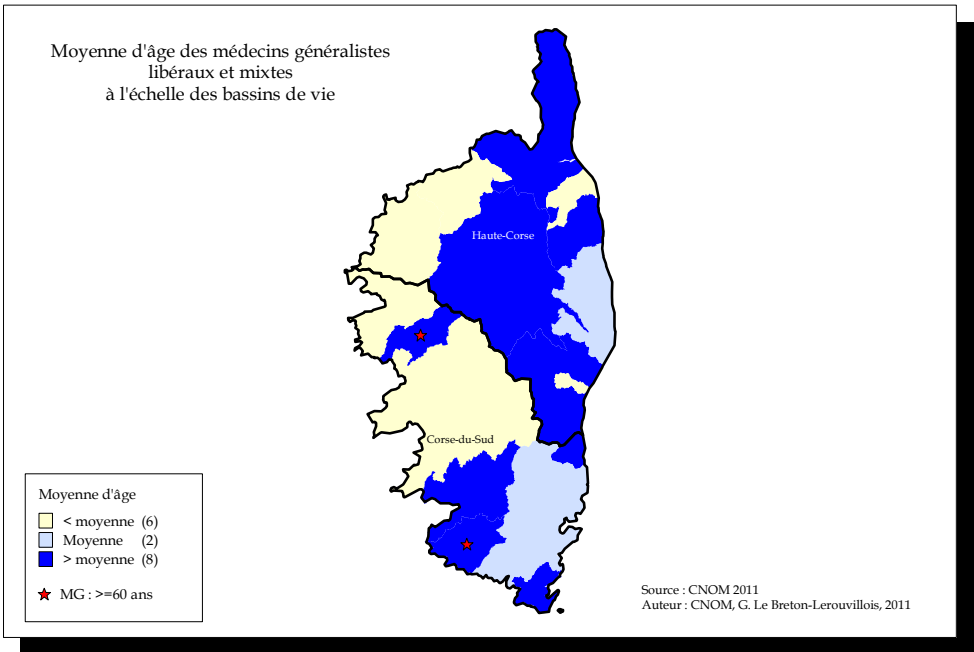 Moyenne d'âge des médecins généralistes
libéraux et mixtes
à l'échelle des bassins de vie
Haute-Corse
Corse-du-Sud
Moyenne d'âge
< moyenne (6)
Moyenne (2)
> moyenne (8)
MG : >=60 ans
Source : CNOM 2011
Auteur : CNOM, G. Le Breton-Lerouvillois, 2011